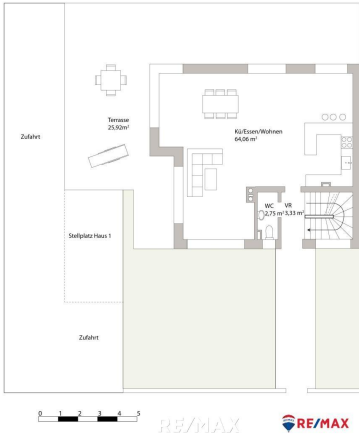 Terrasse
25,92m²
Kü/Essen/Wohnen
64,06 m²
Zufahrt
WC
2,75 m²
VR
3,33 m²
Stellplatz Haus 1
Zufahrt
0 1 2 3 4 5
RE/MAX
RE/MAX